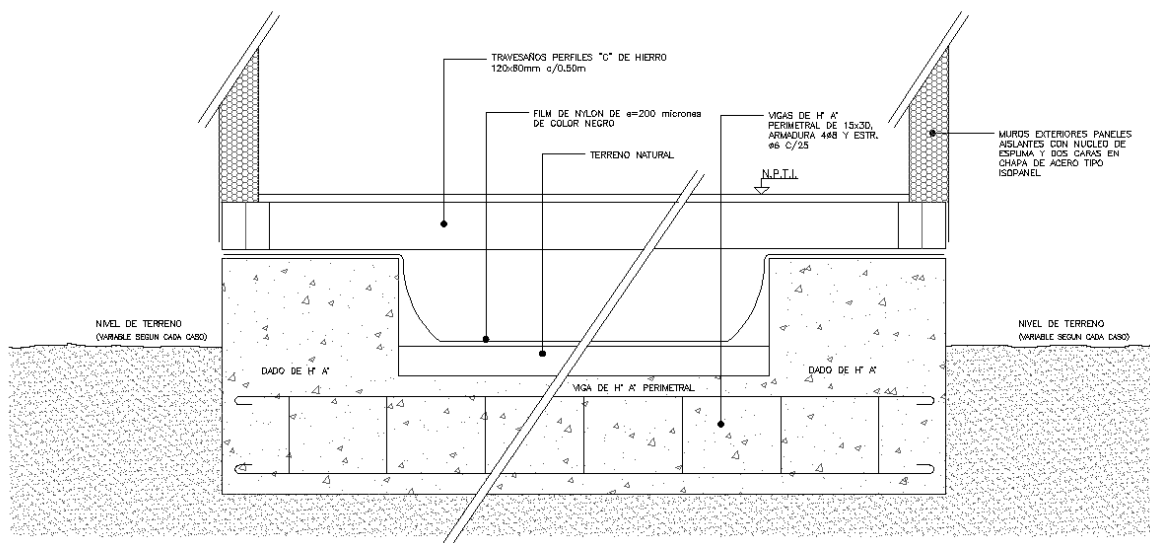 TRAVESAÑOS PERFILES "C" DE HIERRO
120x60mm c/0.50m
FILM DE NYLON DE e=200 micrones
DE COLOR NEGRO
TERRENO NATURAL
VIGAS DE H° A°
PERIMETRAL DE 15x30,
ARMADURA 4ø8 Y ESTR.
ø6 C/25
MUROS EXTERIORES PANELES
AISLANTES CON NUCLEO DE
ESPUMA Y DOS CARAS EN
CHAPA DE ACERO TIPO
ISOPANEL
N.P.T.I.
NIVEL DE TERRENO
(VARIABLE SEGUN CADA CASO)
NIVEL DE TERRENO
(VARIABLE SEGUN CADA CASO)
DADO DE H° A°
DADO DE H° A°
VIGA DE H° A° PERIMETRAL